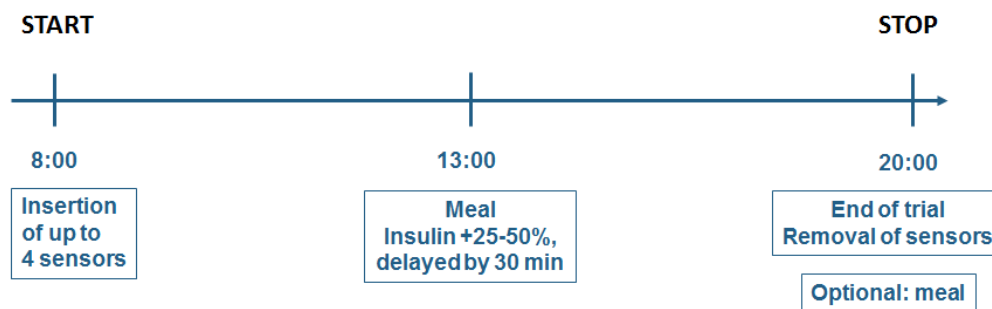 START
STOP
8:00
13:00
20:00
Insertion
of up to
4 sensors
Meal
Insulin +25-50%,
delayed by 30 min
End of trial
Removal of sensors
Optional: meal